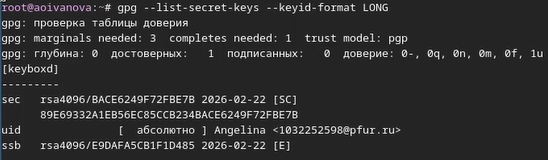 root@aoivanova:~# gpg --list-secret-keys --keyid-format LONG
gpg: проверка таблицы доверия
gpg: marginals needed: 3  completes needed: 1  trust model: pgp
gpg: глубина: 0  достоверных:   1  подписанных:   0  доверие: 0-, 0q, 0n, 0m, 0f, 1u
[keyboxd]
---------
sec   rsa4096/BACE6249F72FBE7B 2026-02-22 [SC]
      89E69332A1EB56EC85CCB234BACE6249F72FBE7B
uid               [  абсолютно ] Angelina <1032252598@pfur.ru>
ssb   rsa4096/E9DAFA5CB1F1D485 2026-02-22 [E]